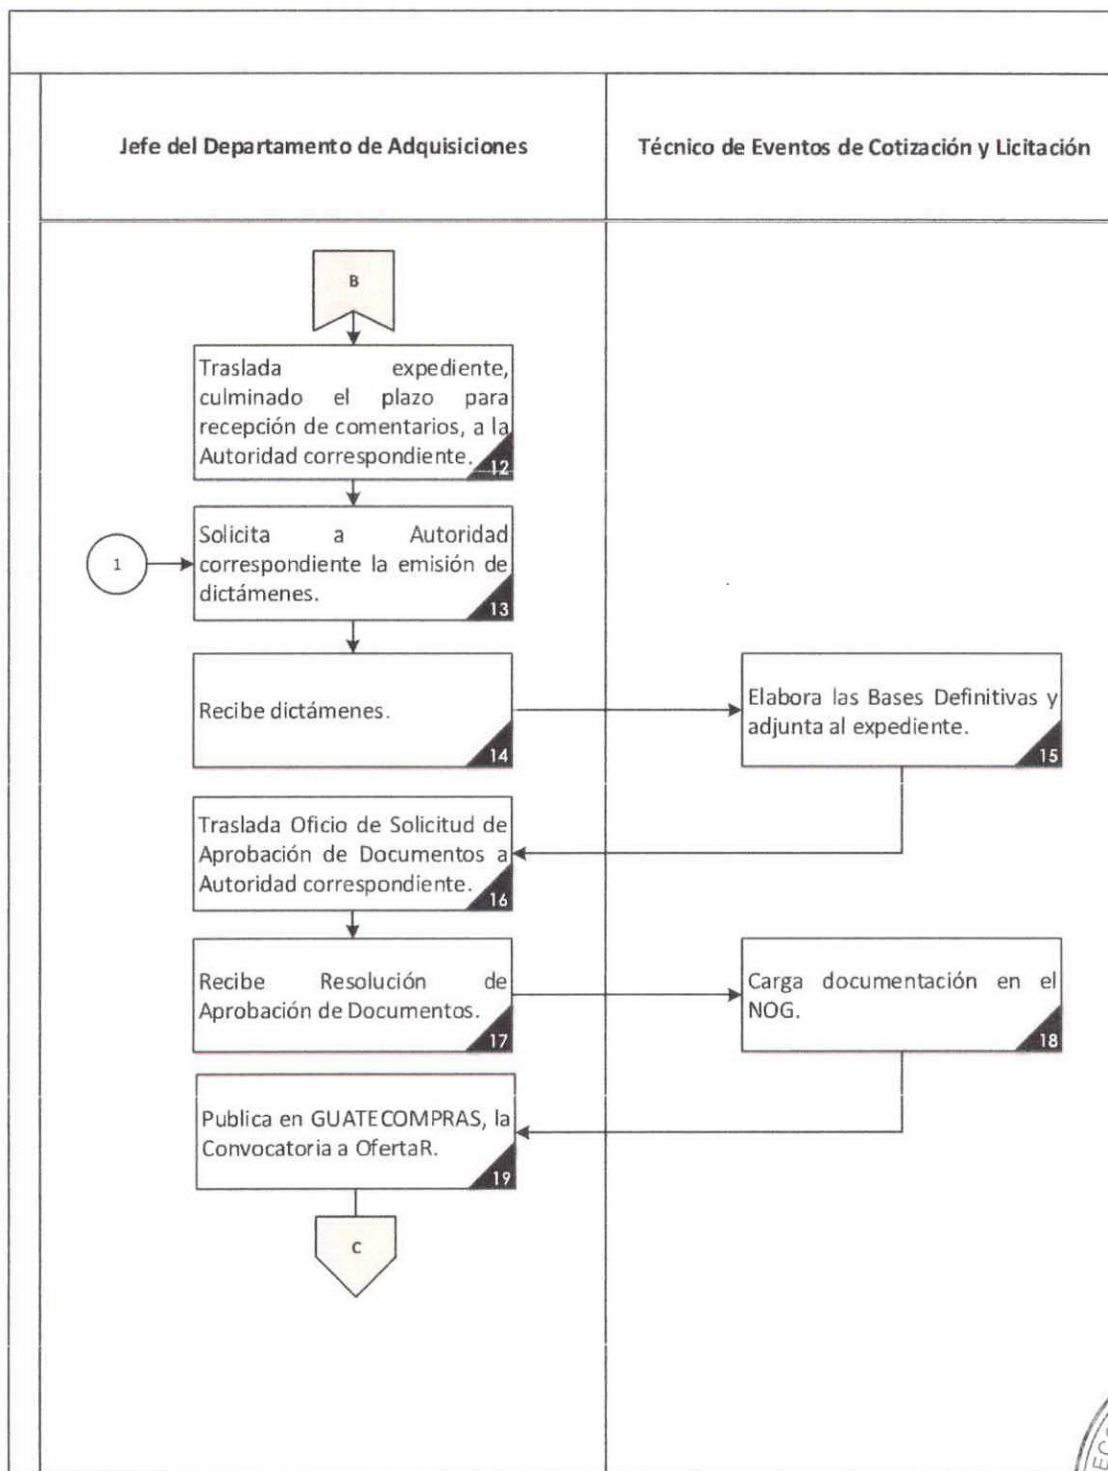 Jefe del Departamento de Adquisiciones
Técnico de Eventos de Cotización y Licitación
B
Traslada expediente,
culminado el plazo para
recepción de comentarios, a la
Autoridad correspondiente.
12
1
Solicita a Autoridad
correspondiente la emisión de
dictámenes.
13
Recibe dictámenes.
14
Elabora las Bases Definitivas y
adjunta al expediente.
15
Traslada Oficio de Solicitud de
Aprobación de Documentos a
Autoridad correspondiente.
16
Recibe Resolución de
Aprobación de Documentos.
17
Carga documentación en el
NOG.
18
Publica en GUATECOMPRAS, la
Convocatoria a OfertaR.
19
C